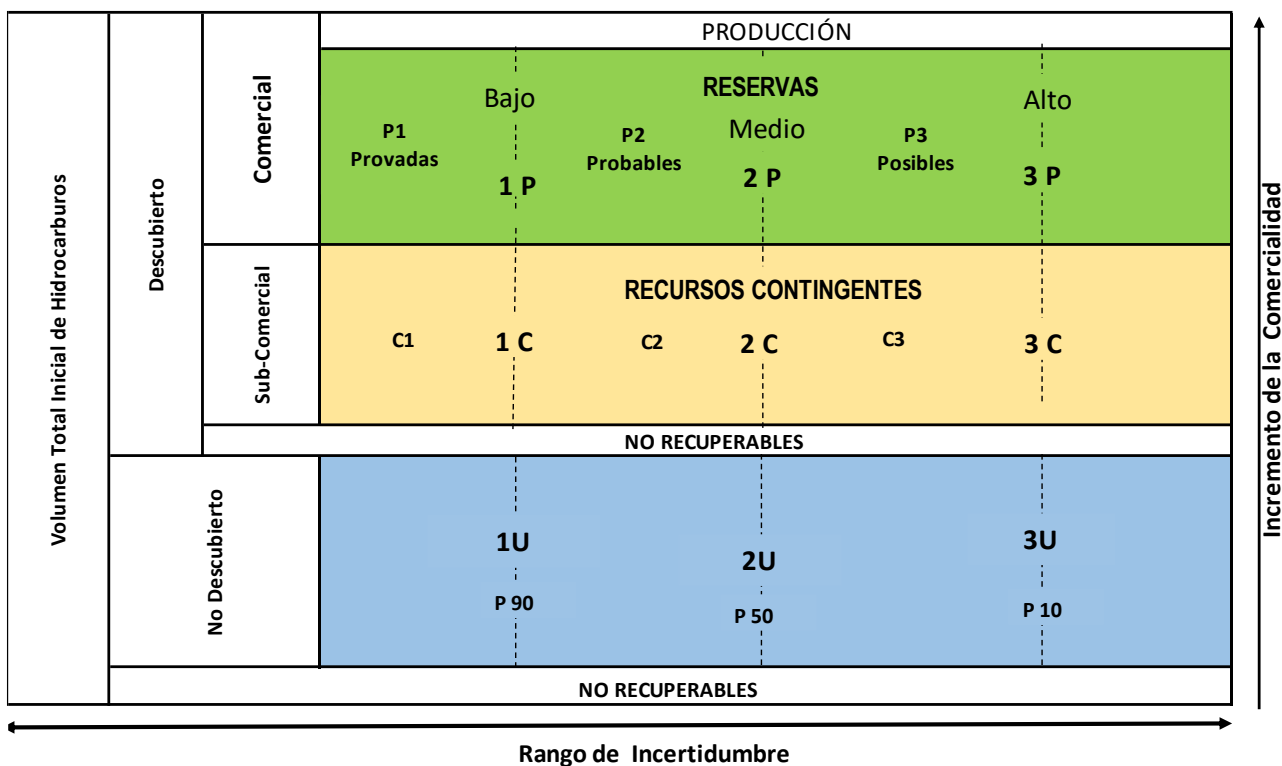 PRODUCCIÓN
Volumen Total Inicial de Hidrocarburos
Descubierto
Comercial
RESERVAS
Bajo
Medio
Alto
P1
Provadas
P2
Probables
P3
Posibles
1 P
2 P
3 P
Sub-Comercial
RECURSOS CONTINGENTES
C1
1 C
C2
2 C
C3
3 C
NO RECUPERABLES
No Descubierto
1U
2U
3U
P 90
P 50
P 10
NO RECUPERABLES
Rango de Incertidumbre
Incremento de la Comercialidad